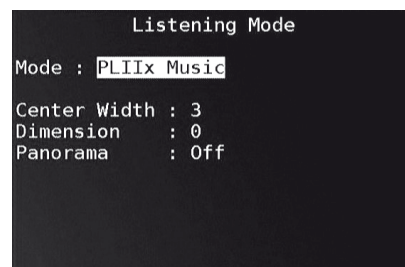 Listening Mode
Mode : PLIIx Music
Center Width : 3
Dimension : 0
Panorama : Off